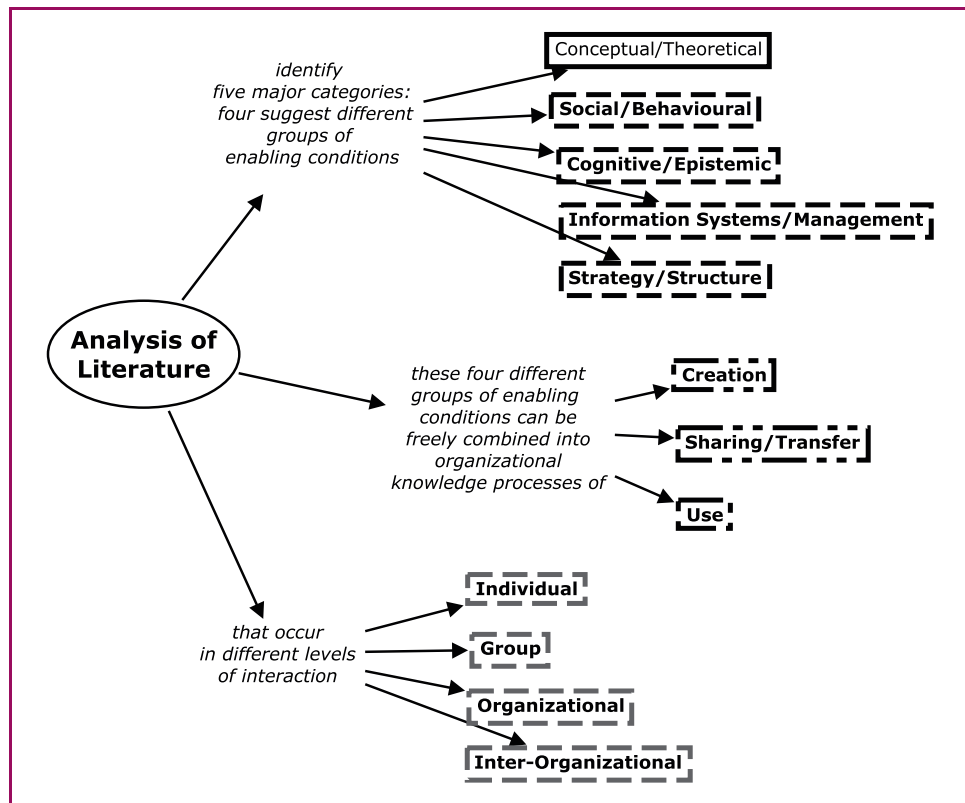 Conceptual/Theoretical
identify
five major categories:
four suggest different
groups of
enabling conditions
Social/Behavioural
Cognitive/Epistemic
Information Systems/Management
Strategy/Structure
Analysis of
Literature
these four different
groups of enabling
conditions can be
freely combined into
organizational
knowledge processes of
Creation
Sharing/Transfer
Use
that occur
in different levels
of interaction
Individual
Group
Organizational
Inter-Organizational